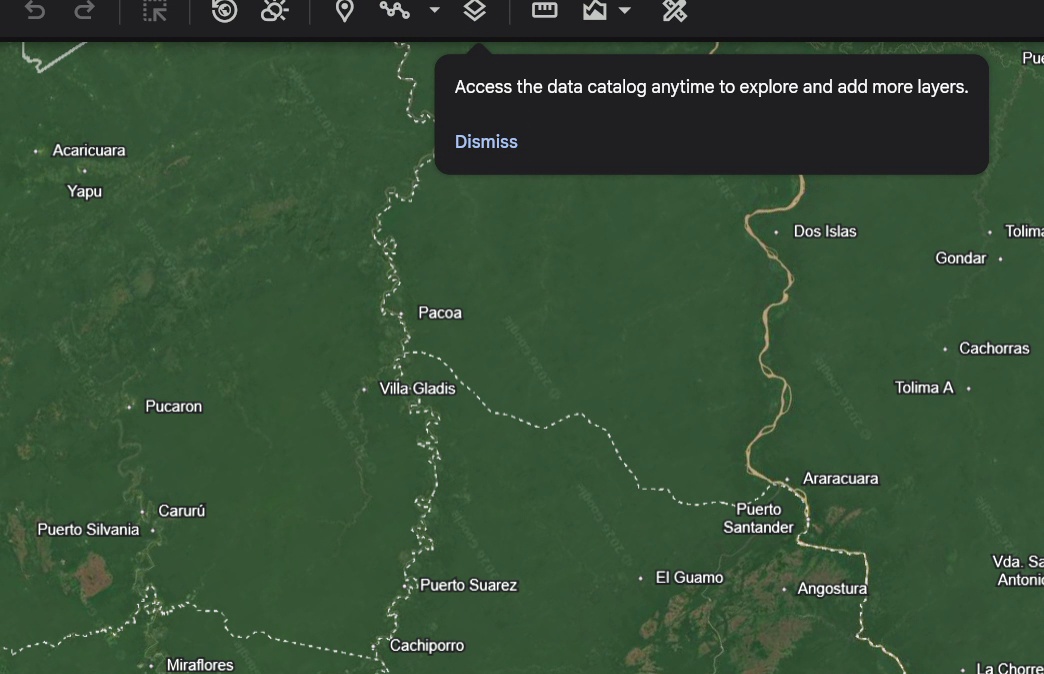 Access the data catalog anytime to explore and add more layers.
Dismiss
Acaricuara
Yapu
Dos Islas
Gondar
Pacoa
Cachorras
Villa Gladis
Tolima A
Pucaron
Araracuara
Carurú
Puerto
Santander
Puerto Silvania
El Guamo
Puerto Suarez
Angostura
Cachiporro
Miraflores